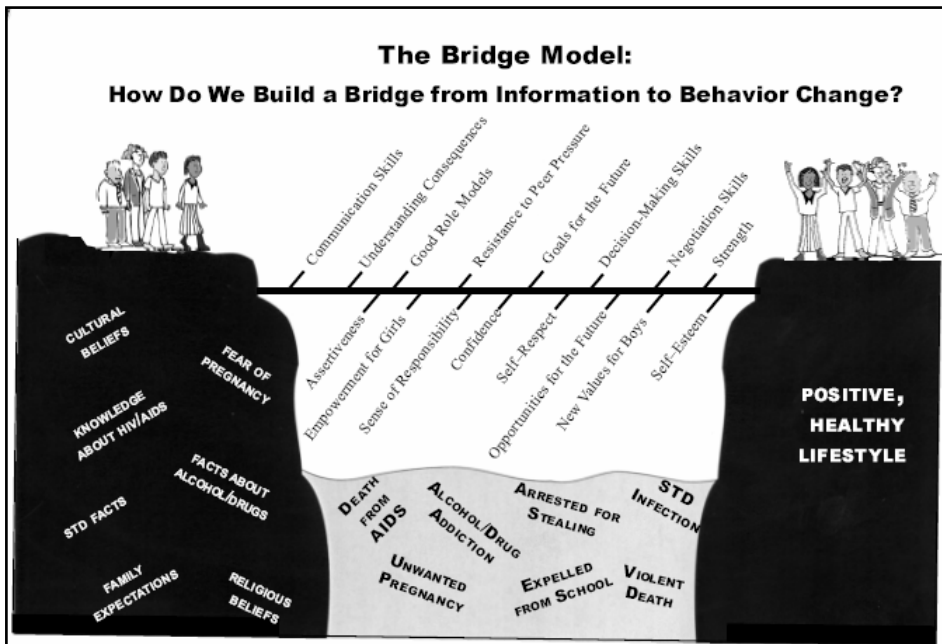 The Bridge Model:
How Do We Build a Bridge from Information to Behavior Change?
Communication Skills
Understanding Consequences
Good Role Models
Resistance to Peer Pressure
Goals for the Future
Decision-Making Skills
Negotiation Skills
Strength
Assertiveness
Empowerment for Girls
Sense of Responsibility
Confidence
Self-Respect
Opportunities for the Future
New Values for Boys
Self-Esteem
CULTURAL
BELIEFS
FEAR OF
PREGNANCY
KNOWLEDGE
ABOUT HIV/AIDS
FACTS ABOUT
ALCOHOL/DRUGS
STD FACTS
FAMILY
EXPECTATIONS
RELIGIOUS
BELIEFS
DEATH
FROM
AIDS
ALCOHOL/DRUG
ADDICTION
ARRESTED FOR
STEALING
STD
INFECTION
UNWANTED
PREGNANCY
EXPELLED
FROM SCHOOL
VIOLENT
DEATH
POSITIVE,
HEALTHY
LIFESTYLE